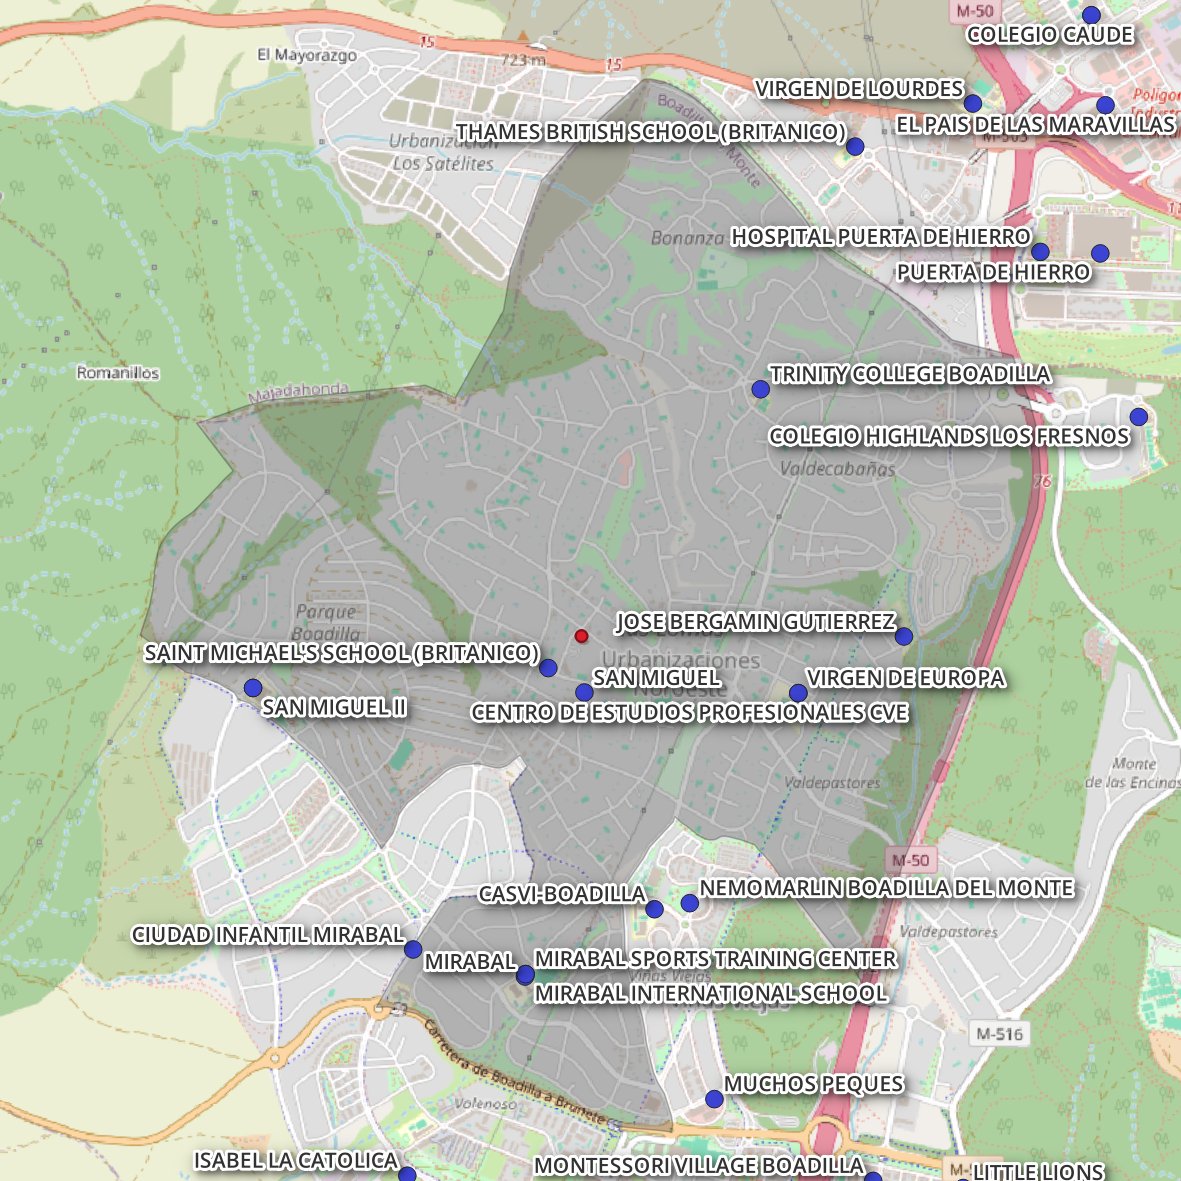 M-50
COLEGIO CAUDE
15
El Mayorazgo
723 m
15
VIRGEN DE LOURDES
Boadilla
Monte
EL PAIS DE LAS MARAVILLAS
THAMES BRITISH SCHOOL (BRITANICO)
Urbanización
Los Satélites
M-503
Bonanza
HOSPITAL PUERTA DE HIERRO
PUERTA DE HIERRO
Romanillos
Majadahonda
TRINITY COLLEGE BOADILLA
COLEGIO HIGHLANDS LOS FRESNOS
Valdecabañas
76
Parque
Boadilla
JOSE BERGAMIN GUTIERREZ
SAINT MICHAEL'S SCHOOL (BRITANICO)
Urbanizaciones
Noroeste
SAN MIGUEL
VIRGEN DE EUROPA
SAN MIGUEL II
CENTRO DE ESTUDIOS PROFESIONALES CVE
Monte
de las Encinas
Valdepastores
M-50
CASVI-BOADILLA
NEMOMARLIN BOADILLA DEL MONTE
CIUDAD INFANTIL MIRABAL
Valdepastores
MIRABAL
MIRABAL SPORTS TRAINING CENTER
Viñas Viejas
MIRABAL INTERNATIONAL SCHOOL
M-516
Carretera de Boadilla a Brunete
MUCHOS PEQUES
Volenoso
ISABEL LA CATOLICA
MONTESSORI VILLAGE BOADILLA
LITTLE LIONS